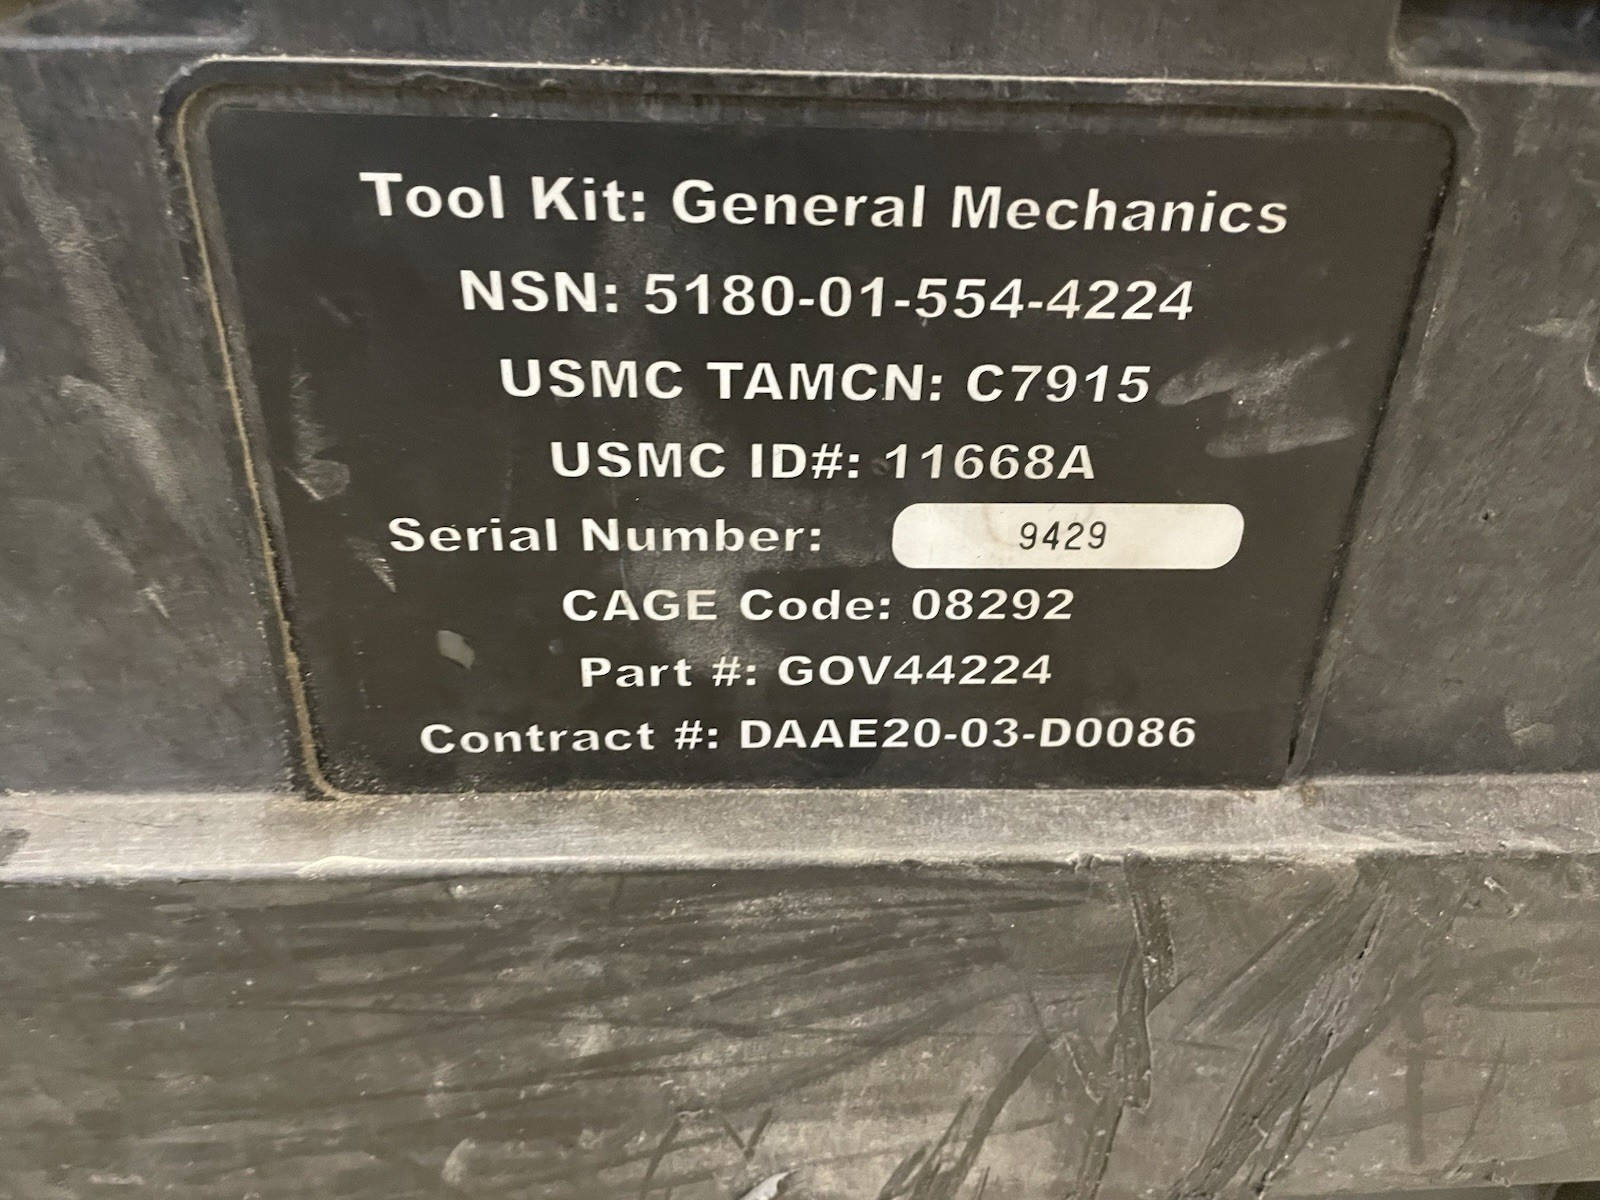 Tool Kit: General Mechanics
NSN: 5180-01-554-4224
USMC TAMCN: C7915
USMC ID#: 11668A
Serial Number: 9429
CAGE Code: 08292
Part #: GOV44224
Contract #: DAAE20-03-D0086